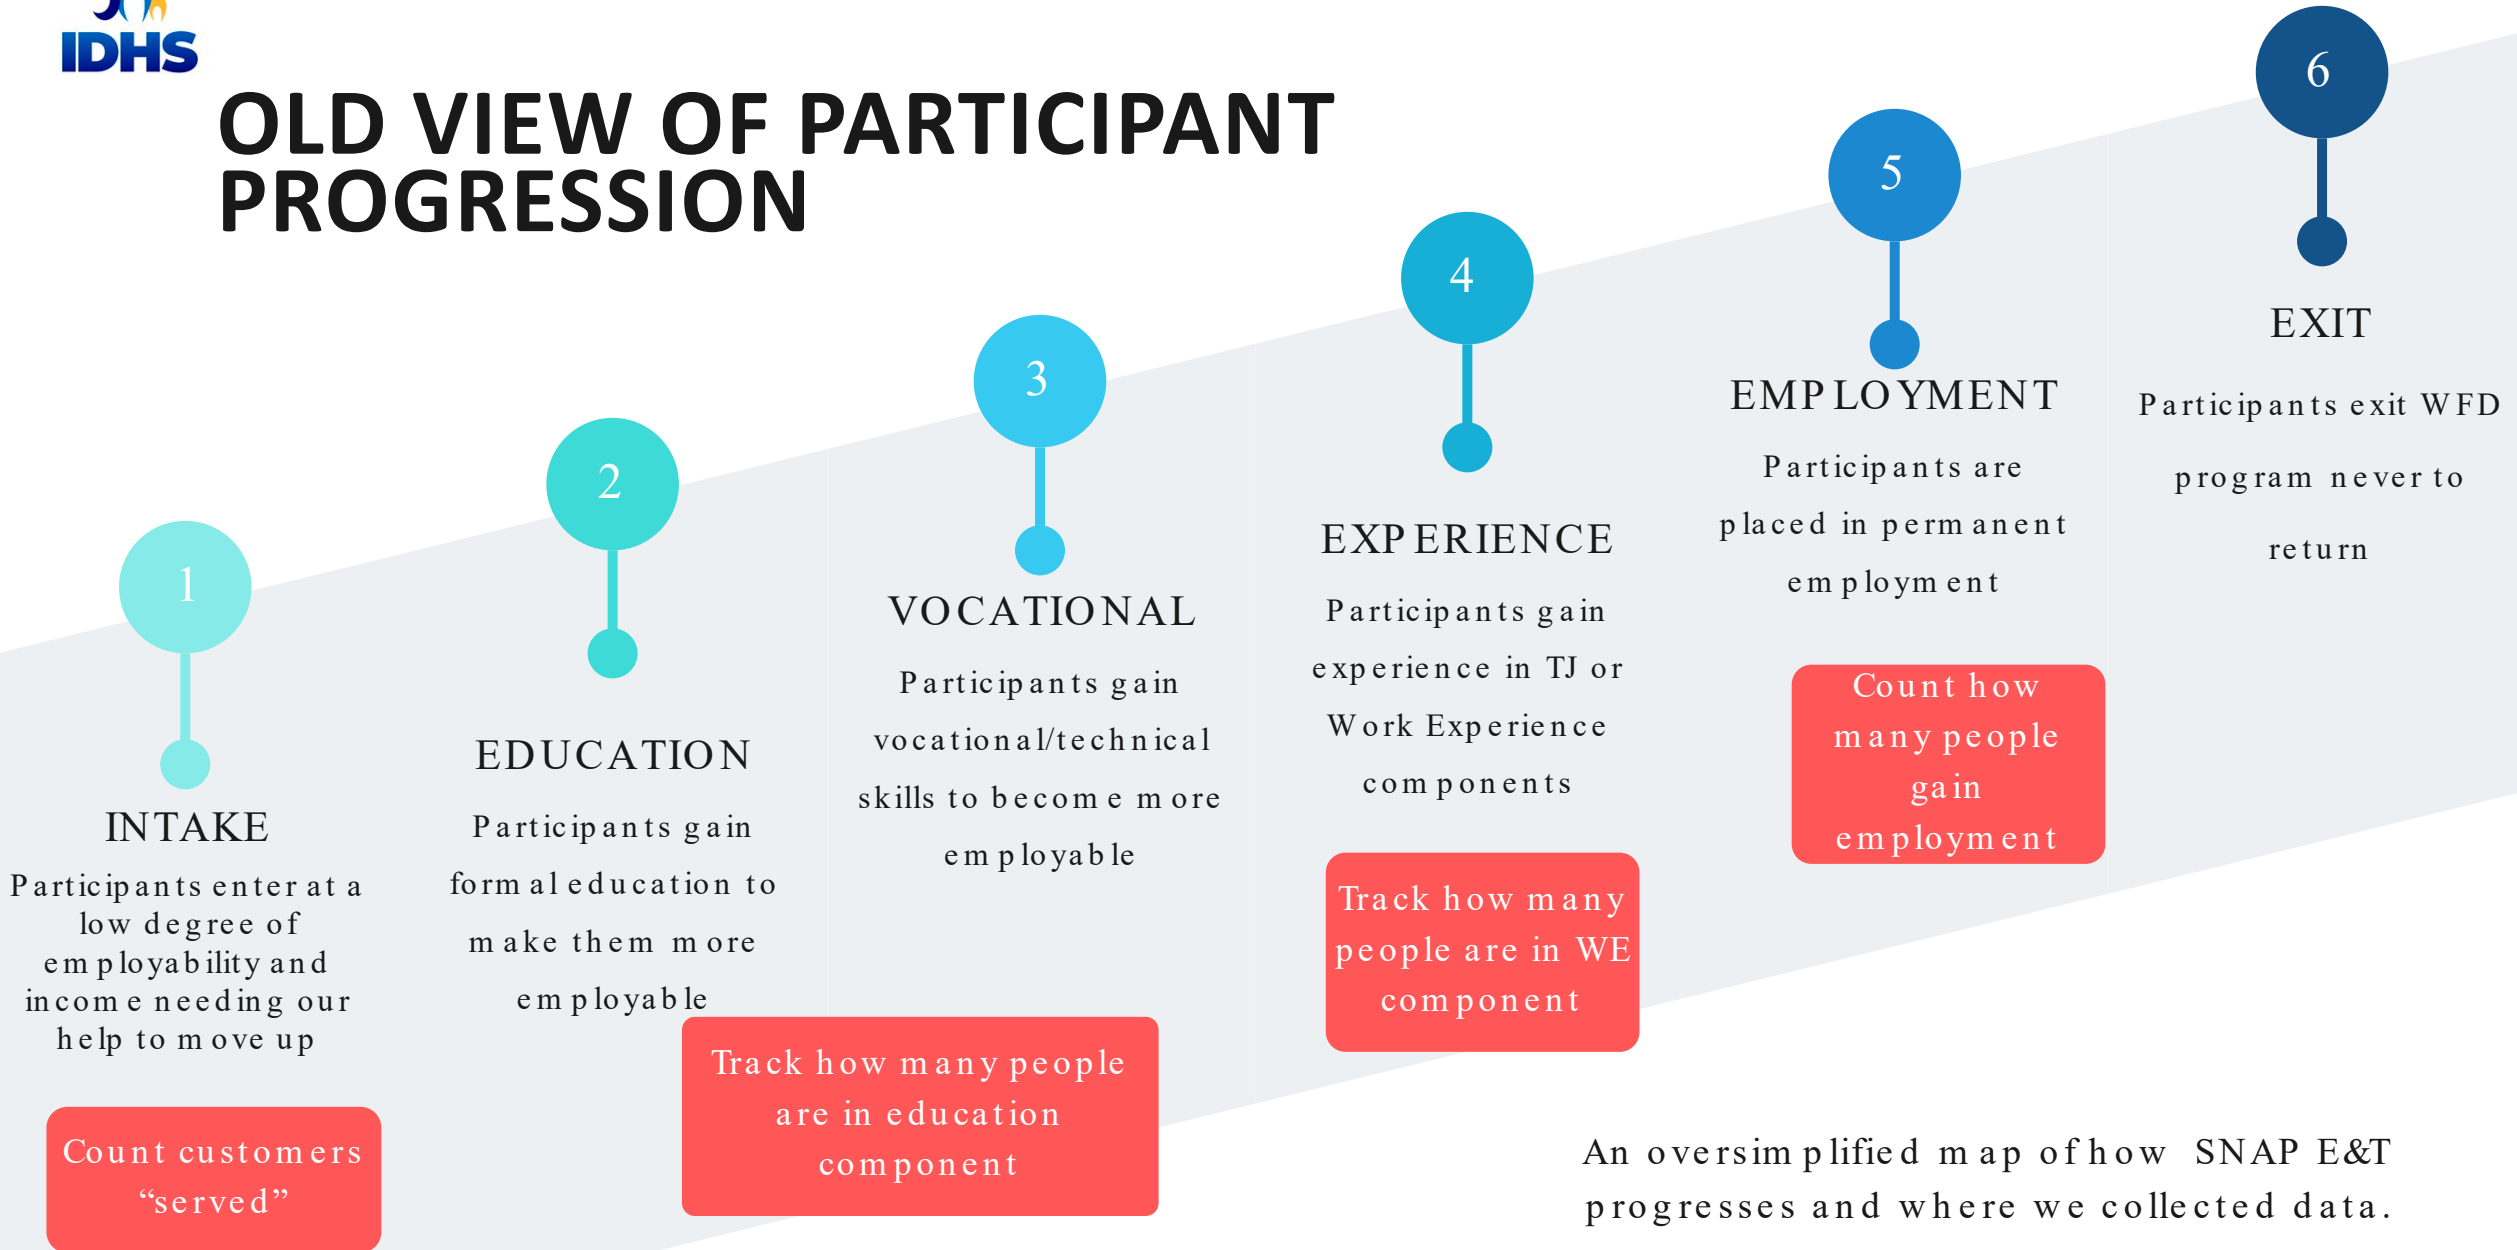 IDHS
OLD VIEW OF PARTICIPANT
PROGRESSION
1
INTAKE
Participants enter at a
low degree of
employability and
income needing our
help to move up
Count customers
“served”
2
EDUCATION
Participants gain
formal education to
make them more
employable
3
VOCATIONAL
Participants gain
vocational/technical
skills to become more
employable
Track how many people
are in education
component
4
EXPERIENCE
Participants gain
experience in TJ or
Work Experience
components
Track how many
people are in WE
component
5
EMPLOYMENT
Participants are
placed in permanent
employment
Count how
many people
gain
employment
6
EXIT
Participants exit WFD
program never to
return
An oversimplified map of how SNAP E&T
progresses and where we collected data.